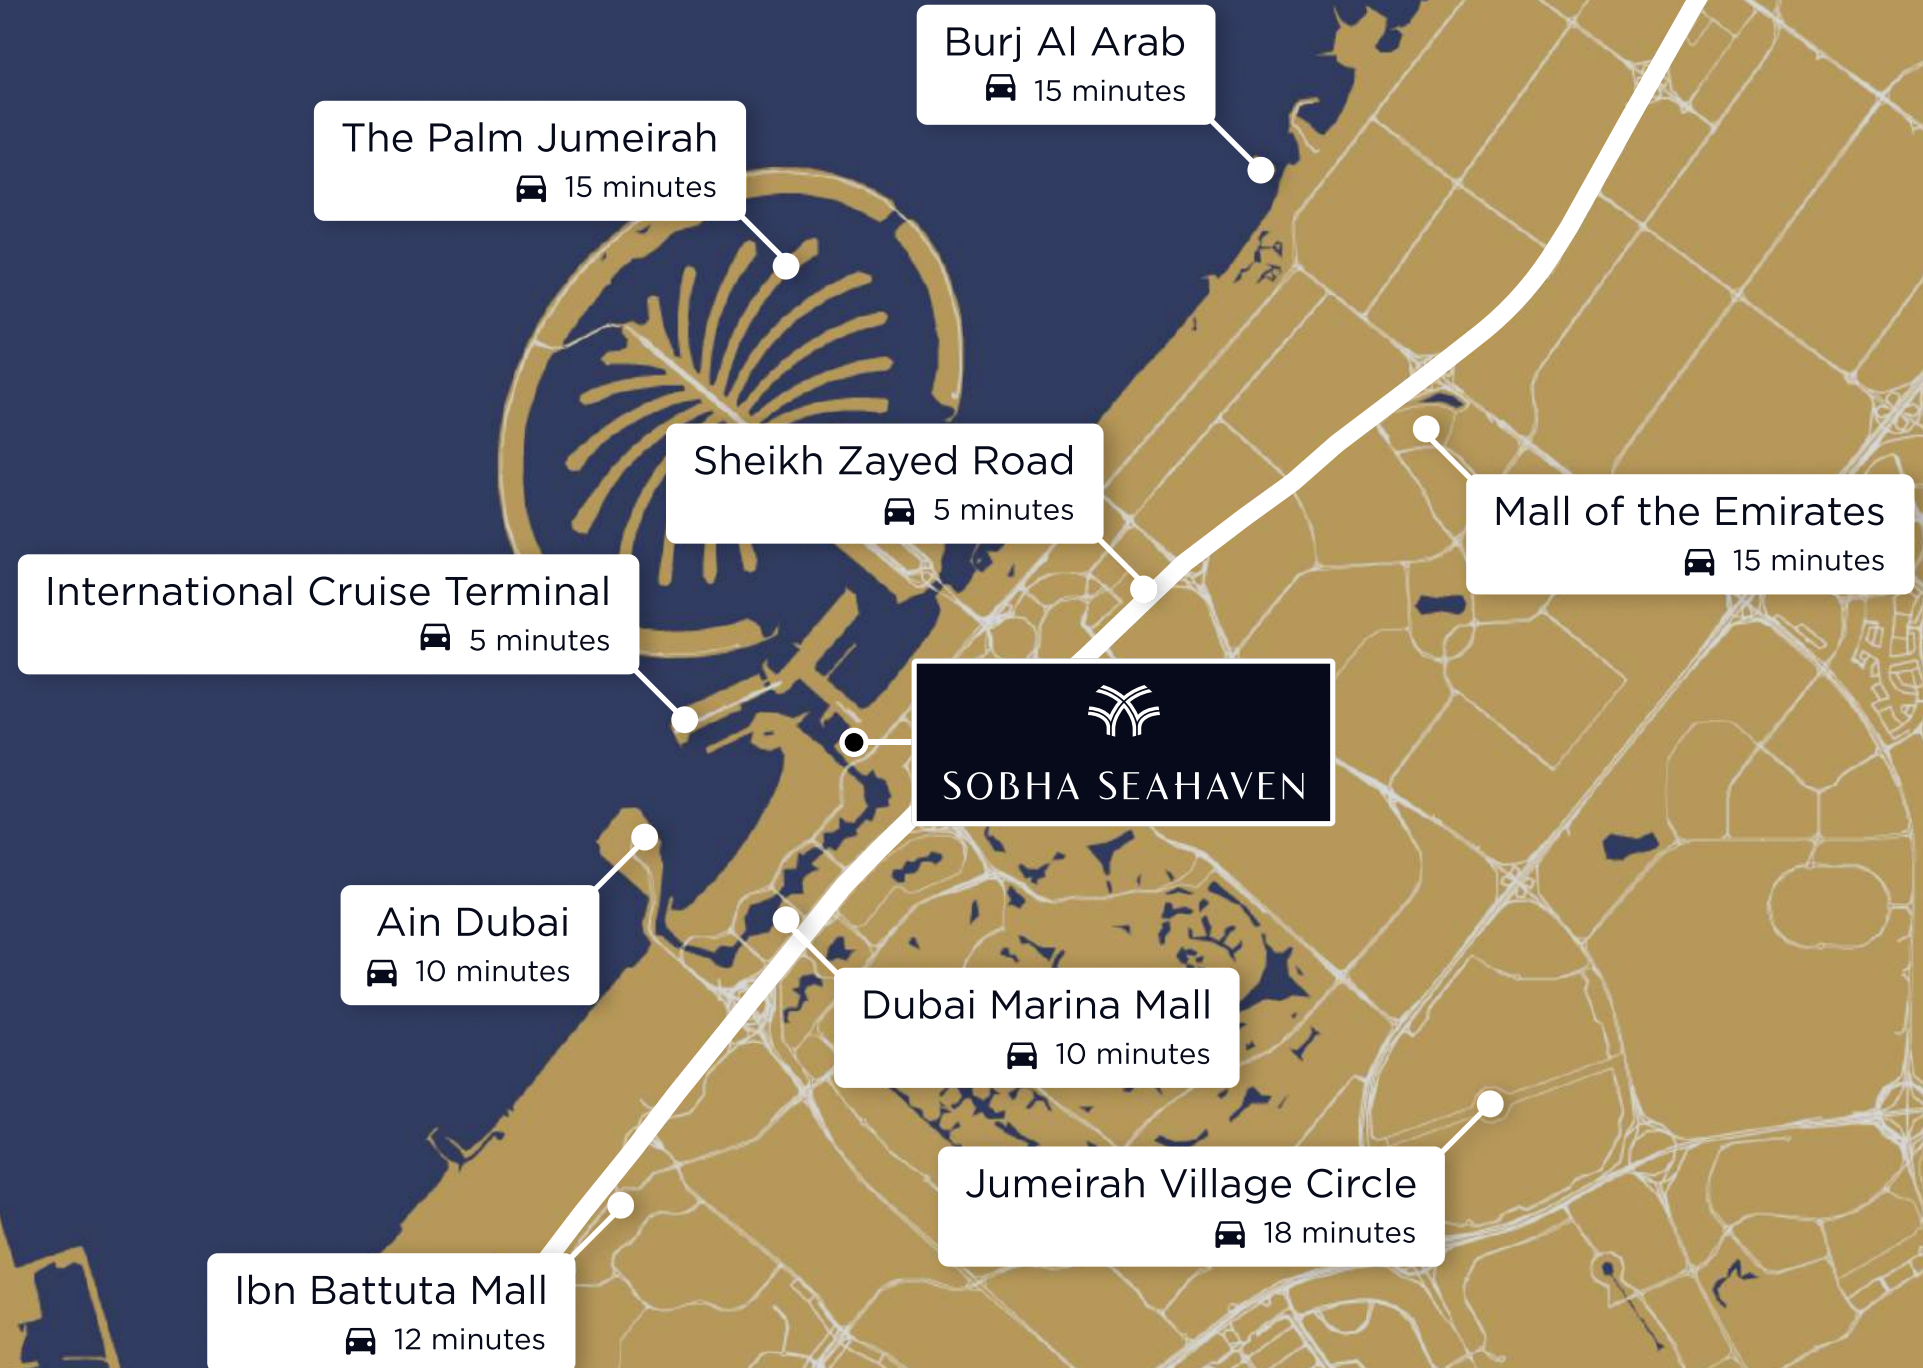 Burj Al Arab
15 minutes
The Palm Jumeirah
15 minutes
Sheikh Zayed Road
5 minutes
Mall of the Emirates
15 minutes
International Cruise Terminal
5 minutes
SOBHA SEAHAVEN
Ain Dubai
10 minutes
Dubai Marina Mall
10 minutes
Jumeirah Village Circle
18 minutes
Ibn Battuta Mall
12 minutes